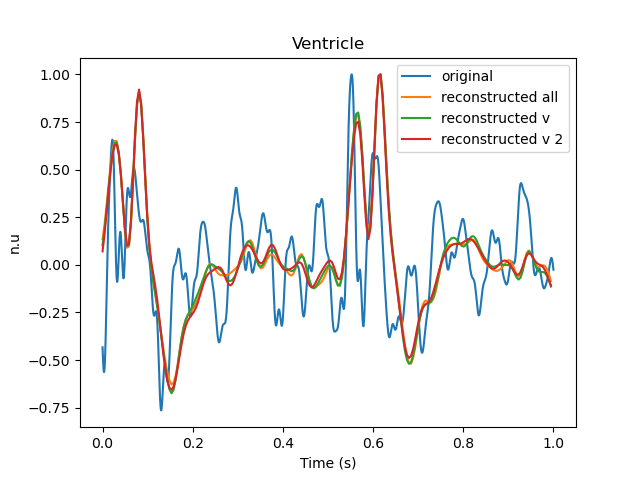 Ventricle
original
reconstructed all
reconstructed v
reconstructed v 2
1.00
0.75
0.50
0.25
0.00
−0.25
−0.50
−0.75
n.u
0.0 0.2 0.4 0.6 0.8 1.0
Time (s)